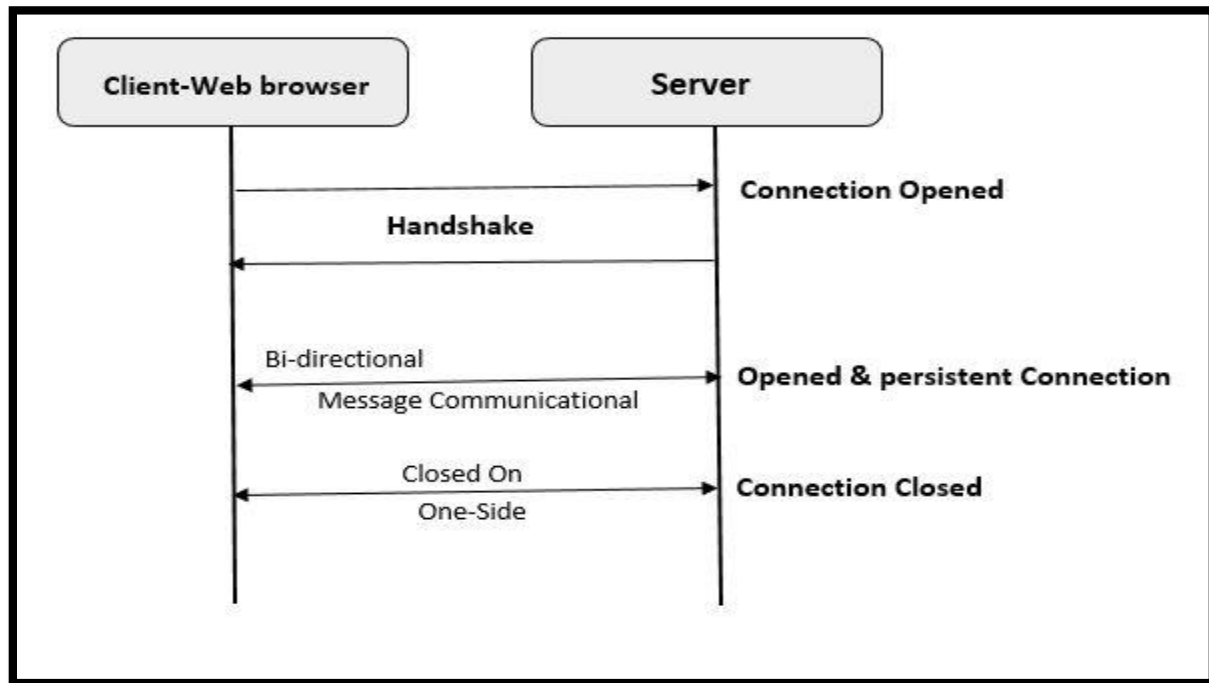 Client-Web browser
Server
Connection Opened
Handshake
Bi-directional
Opened & persistent Connection
Message Communicational
Closed On
Connection Closed
One-Side